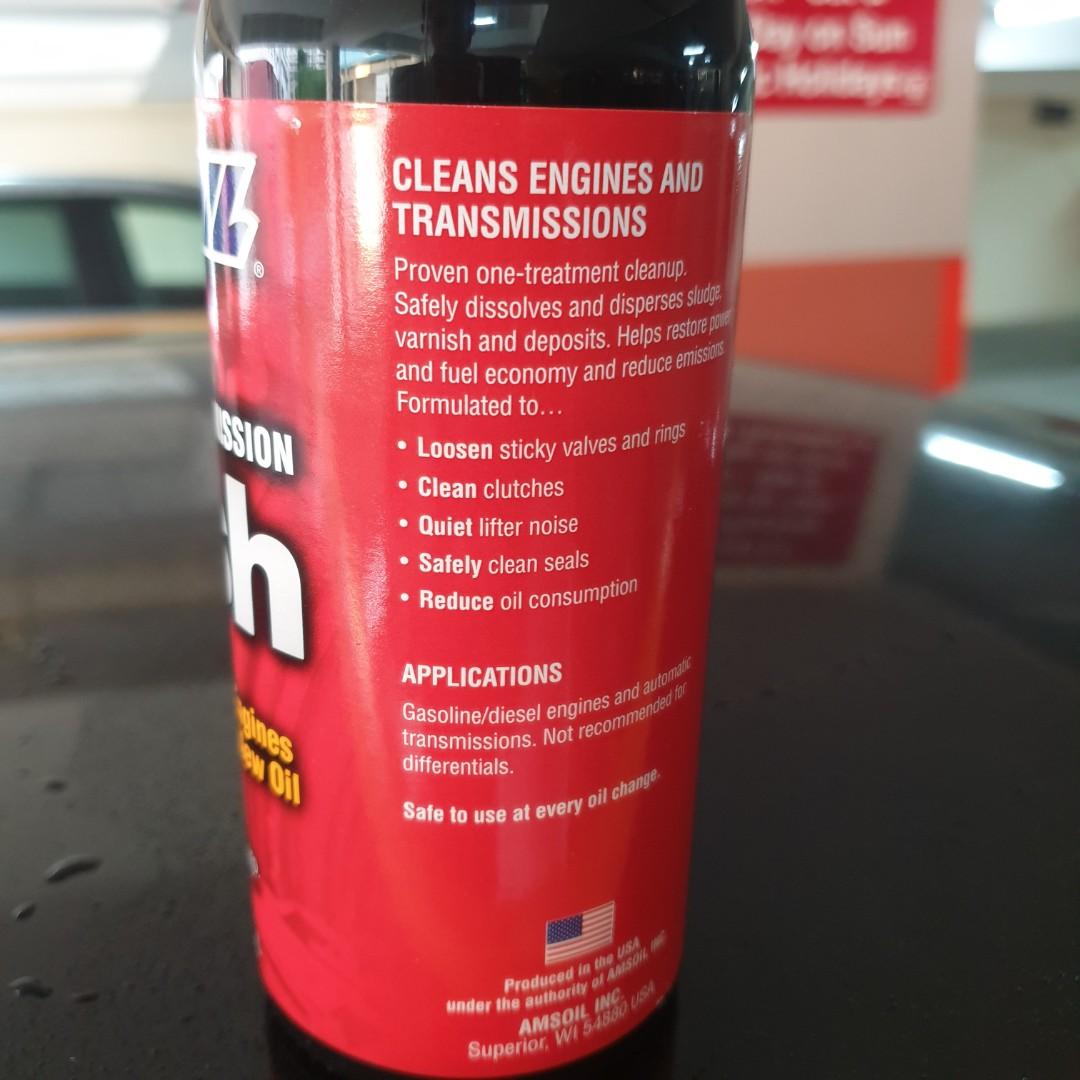 CLEANS ENGINES AND
TRANSMISSIONS
Proven one-treatment cleanup.
Safely dissolves and disperses sludge,
varnish and deposits. Helps restore power
and fuel economy and reduce emissions.
Formulated to...
• Loosen sticky valves and rings
• Clean clutches
• Quiet lifter noise
• Safely clean seals
• Reduce oil consumption
APPLICATIONS
Gasoline/diesel engines and automatic
transmissions. Not recommended for
differentials.
Safe to use at every oil change.
Produced in the USA
under the authority of AMSOIL INC.
AMSOIL INC.
Superior, WI 54880 USA
®
SSION
h
gines
ew Oil
on Sun
Holidays